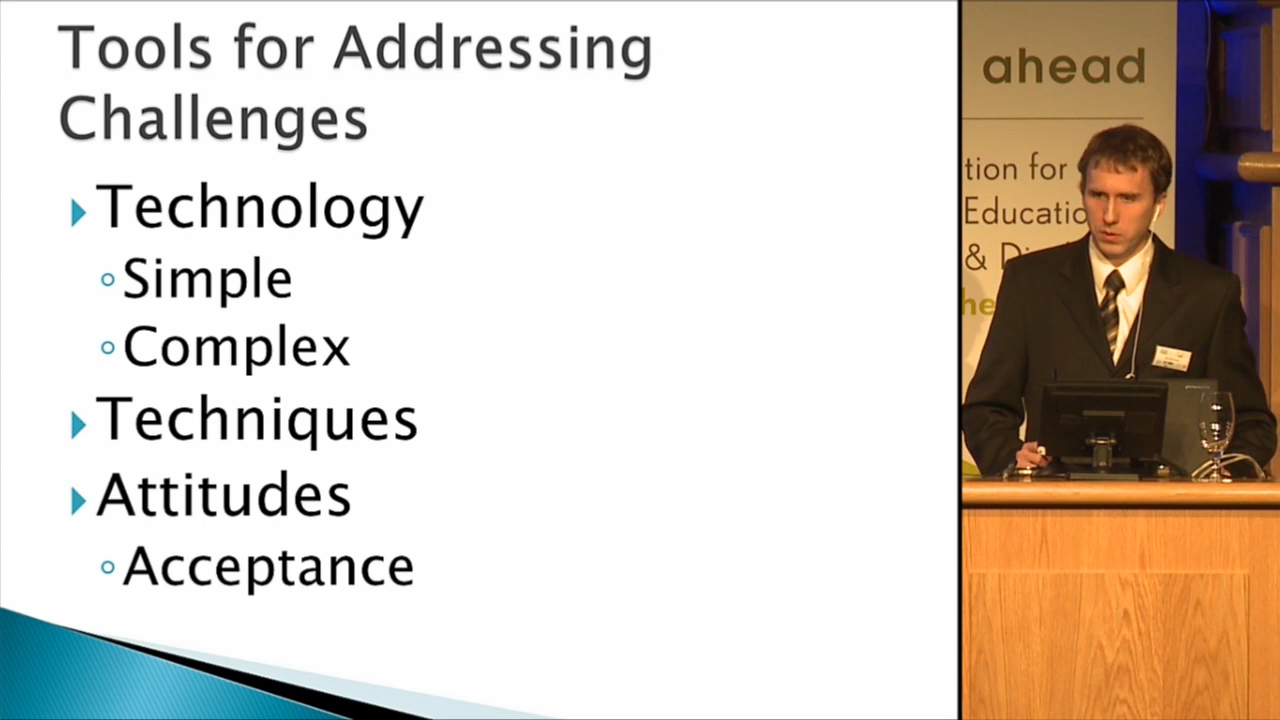 Tools for Addressing
Challenges
Technology
Simple
Complex
Techniques
Attitudes
Acceptance
ahead
tion for
Educatio
& Di
he